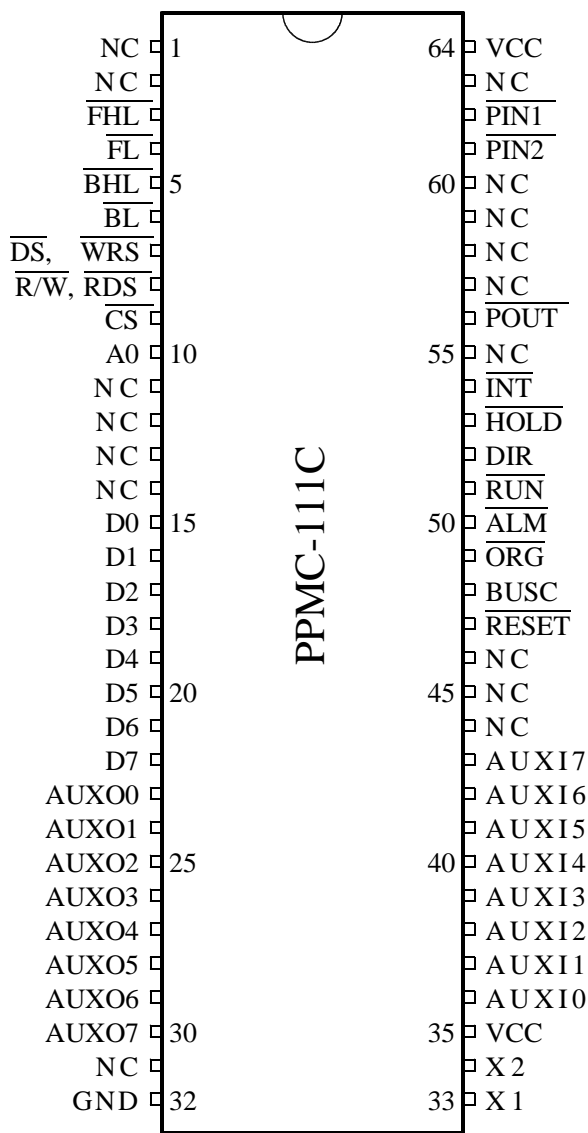 NC 1 64 VCC
NC NC
FHL PIN1
FL PIN2
BHL 5 60 NC
BL NC
DS, WRS NC
R/W, RDS NC
CS POUT
A0 10 55 NC
NC INT
NC HOLD
NC DIR
NC RUN
D0 15 50 ALM
D1 ORG
D2 BUSC
D3 RESET
D4 NC
D5 20 45 NC
D6 NC
D7 AUXI7
AUXO0 AUXI6
AUXO1 AUXI5
AUXO2 25 40 AUXI4
AUXO3 AUXI3
AUXO4 AUXI2
AUXO5 AUXI1
AUXO6 AUXI0
AUXO7 30 35 VCC
NC X2
GND 32 33 X1
PPMC-111C